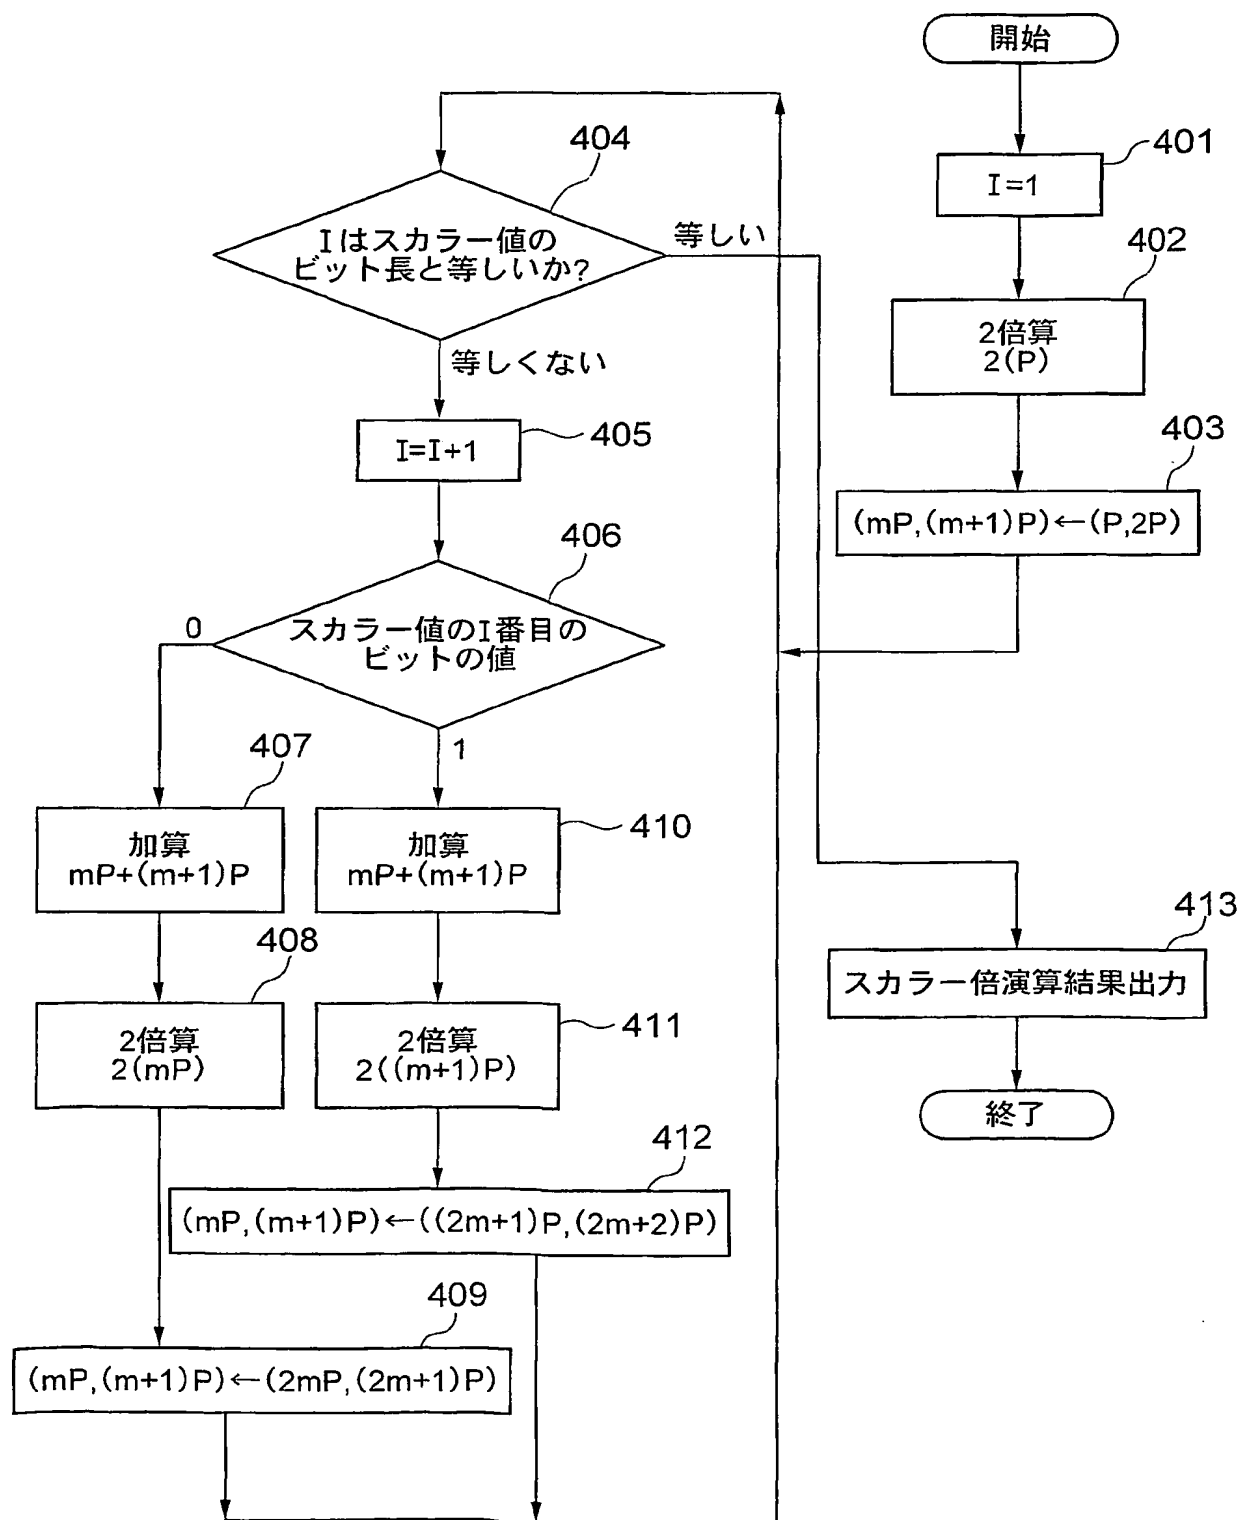 開始
401
I=1
402
2倍算
2(P)
403
(mP,(m+1)P)←(P,2P)
404
Iはスカラー値の
ビット長と等しいか?
等しい
等しくない
405
I=I+1
406
スカラー値のI番目の
ビットの値
0
1
407
加算
mP+(m+1)P
408
2倍算
2(mP)
409
(mP,(m+1)P)←(2mP,(2m+1)P)
410
加算
mP+(m+1)P
411
2倍算
2((m+1)P)
412
(mP,(m+1)P)←((2m+1)P,(2m+2)P)
413
スカラー倍演算結果出力
終了